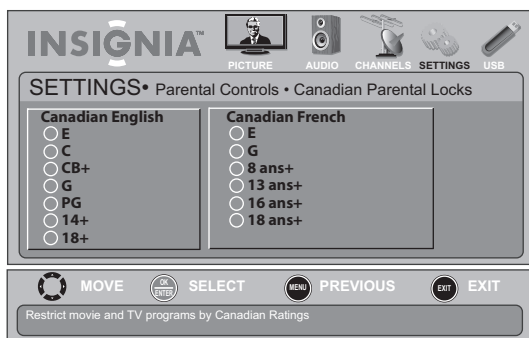 INSIGNIA™
PICTURE AUDIO CHANNELS SETTINGS USB
SETTINGS• Parental Controls • Canadian Parental Locks
Canadian English
E
C
CB+
G
PG
14+
18+
Canadian French
E
G
8 ans+
13 ans+
16 ans+
18 ans+
MOVE OK ENTER SELECT MENU PREVIOUS EXIT EXIT
Restrict movie and TV programs by Canadian Ratings